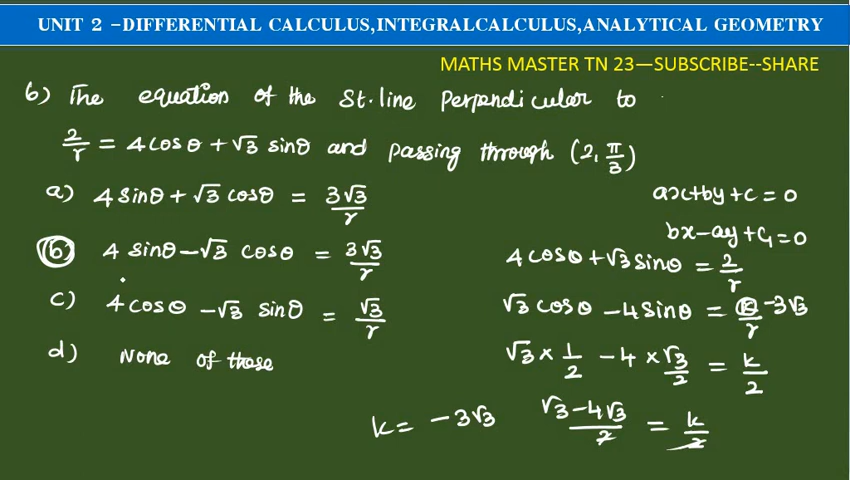 UNIT 2 –DIFFERENTIAL CALCULUS,INTEGRALCALCULUS,ANALYTICAL GEOMETRY
MATHS MASTER TN 23—SUBSCRIBE--SHARE
6) The equation of the St.line Perpendicular to
2/r = 4cosθ + √3 sinθ and passing through (2, π/3)
a) 4 sinθ + √3 cosθ = 3√3/r
(b) 4 sinθ − √3 cosθ = 3√3/r
c) 4 cosθ − √3 sinθ = √3/r
d) None of these
ax+by+c = 0
bx−ay+c₁ = 0
4 cosθ + √3 sinθ = 2/r
√3 cosθ − 4 sinθ = k/r −3√3
√3 × 1/2 − 4 × √3/2 = k/2
√3 − 4√3/2 = k/2
k = −3√3